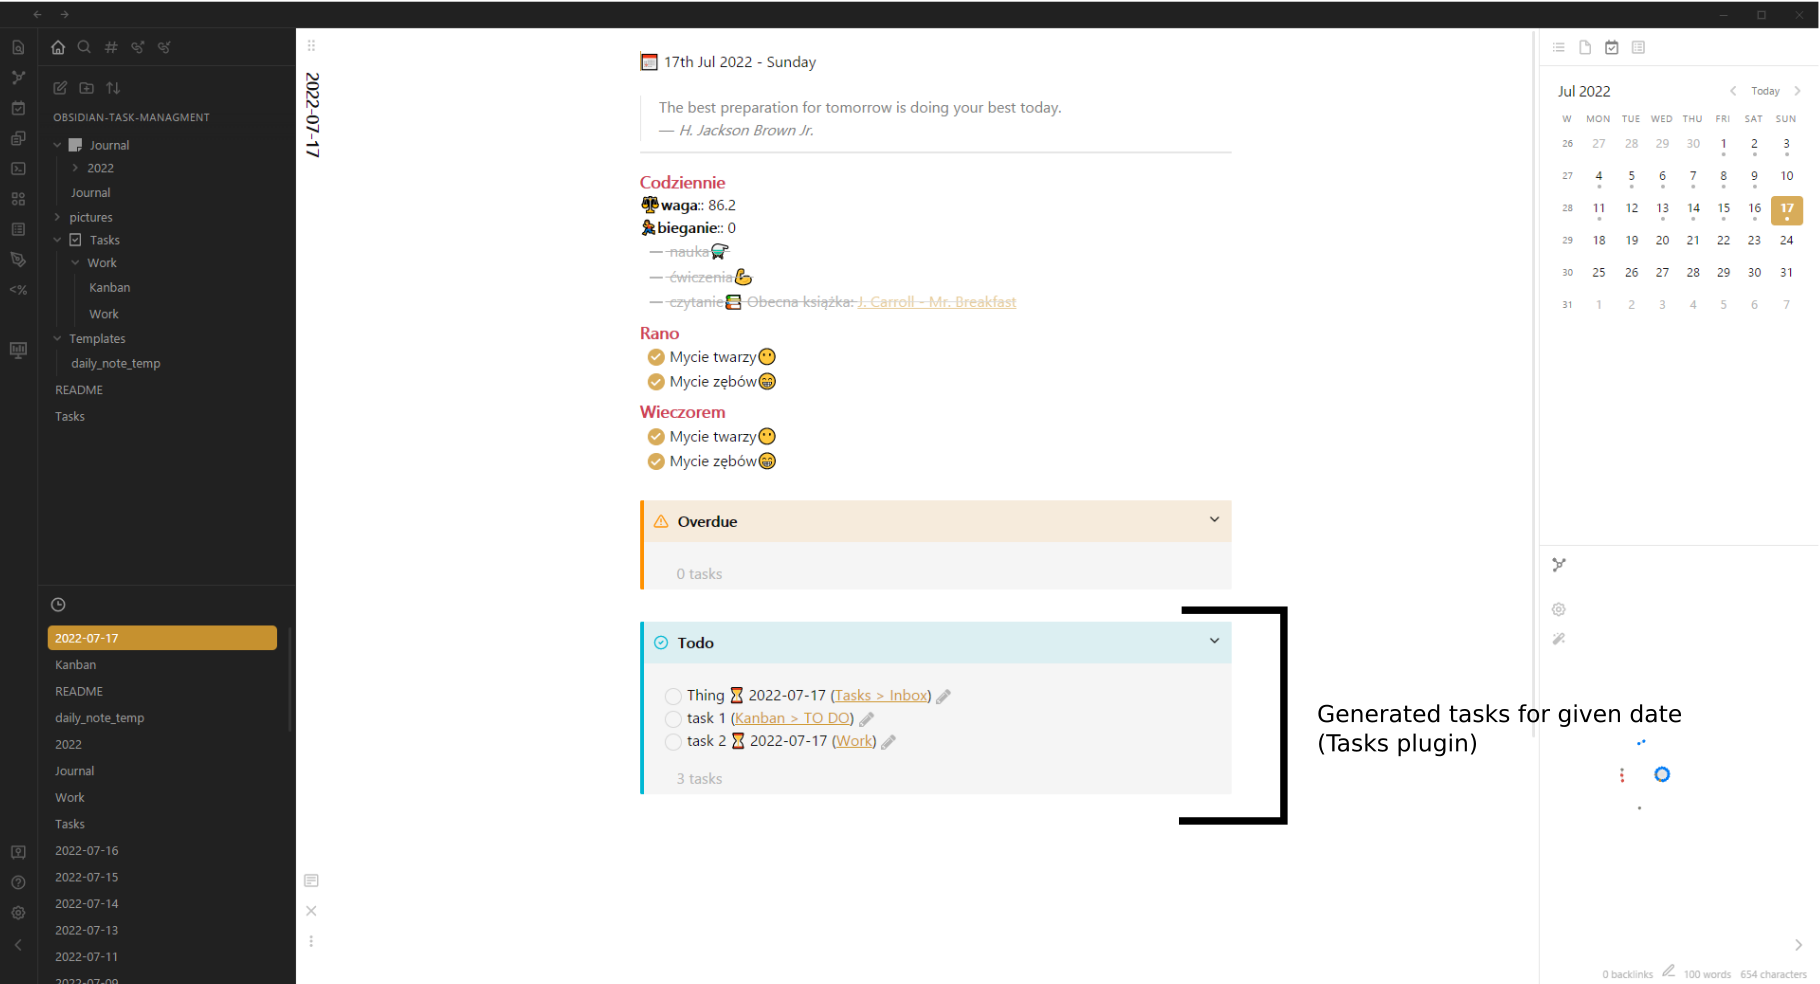 OBSIDIAN-TASK-MANAGMENT
Journal
2022
Journal
pictures
Tasks
Work
Kanban
Work
Templates
daily_note_temp
README
Tasks
2022-07-17
Kanban
README
daily_note_temp
2022
Journal
Work
Tasks
2022-07-16
2022-07-15
2022-07-14
2022-07-13
2022-07-11
2022-07-09
2022-07-17
17th Jul 2022 - Sunday
The best preparation for tomorrow is doing your best today.
— H. Jackson Brown Jr.
Codziennie
waga:: 86.2
bieganie:: 0
— nauka
— ćwiczenia
— czytanie Obecna książka: J. Carroll - Mr. Breakfast
Rano
Mycie twarzy
Mycie zębów
Wieczorem
Mycie twarzy
Mycie zębów
Overdue
0 tasks
Todo
Thing ⏳ 2022-07-17 (Tasks > Inbox)
task 1 (Kanban > TO DO)
task 2 ⏳ 2022-07-17 (Work)
3 tasks
Generated tasks for given date
(Tasks plugin)
Jul 2022 Today
W MON TUE WED THU FRI SAT SUN
26 27 28 29 30 1 2 3
27 4 5 6 7 8 9 10
28 11 12 13 14 15 16 17
29 18 19 20 21 22 23 24
30 25 26 27 28 29 30 31
31 1 2 3 4 5 6 7
0 backlinks 100 words 654 characters